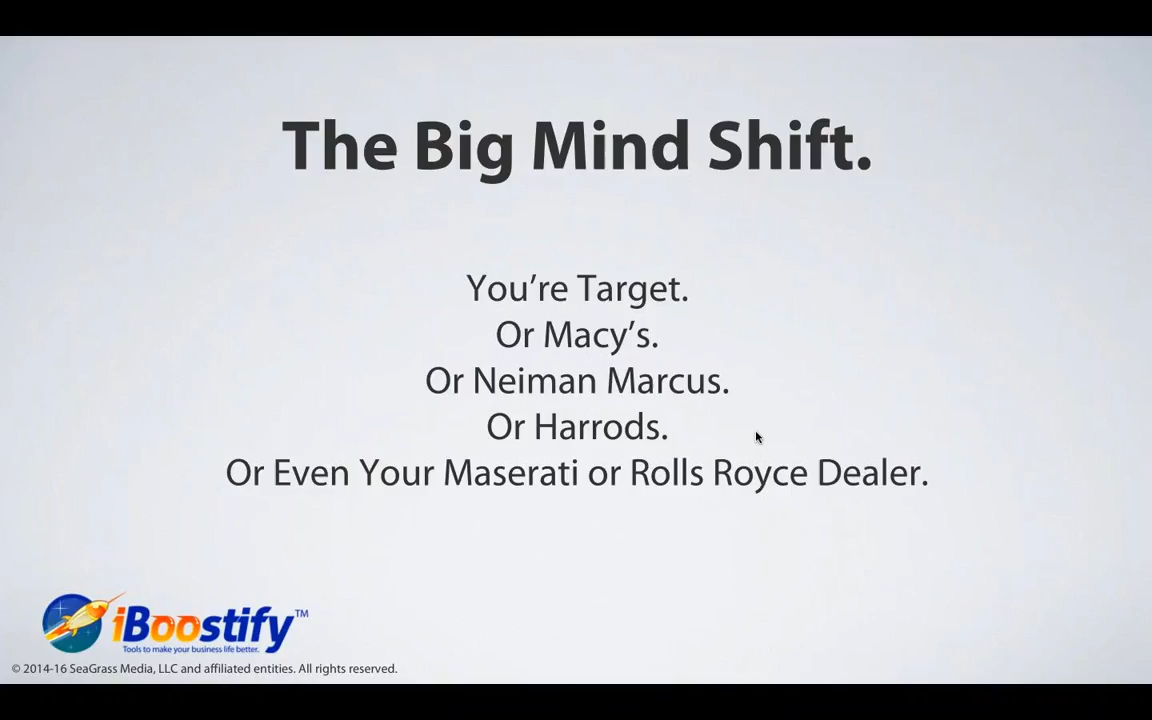 The Big Mind Shift.
You're Target.
Or Macy's.
Or Neiman Marcus.
Or Harrods.
Or Even Your Maserati or Rolls Royce Dealer.
iBoostify™
Tools to make your business life better.
© 2014-16 SeaGrass Media, LLC and affiliated entities. All rights reserved.